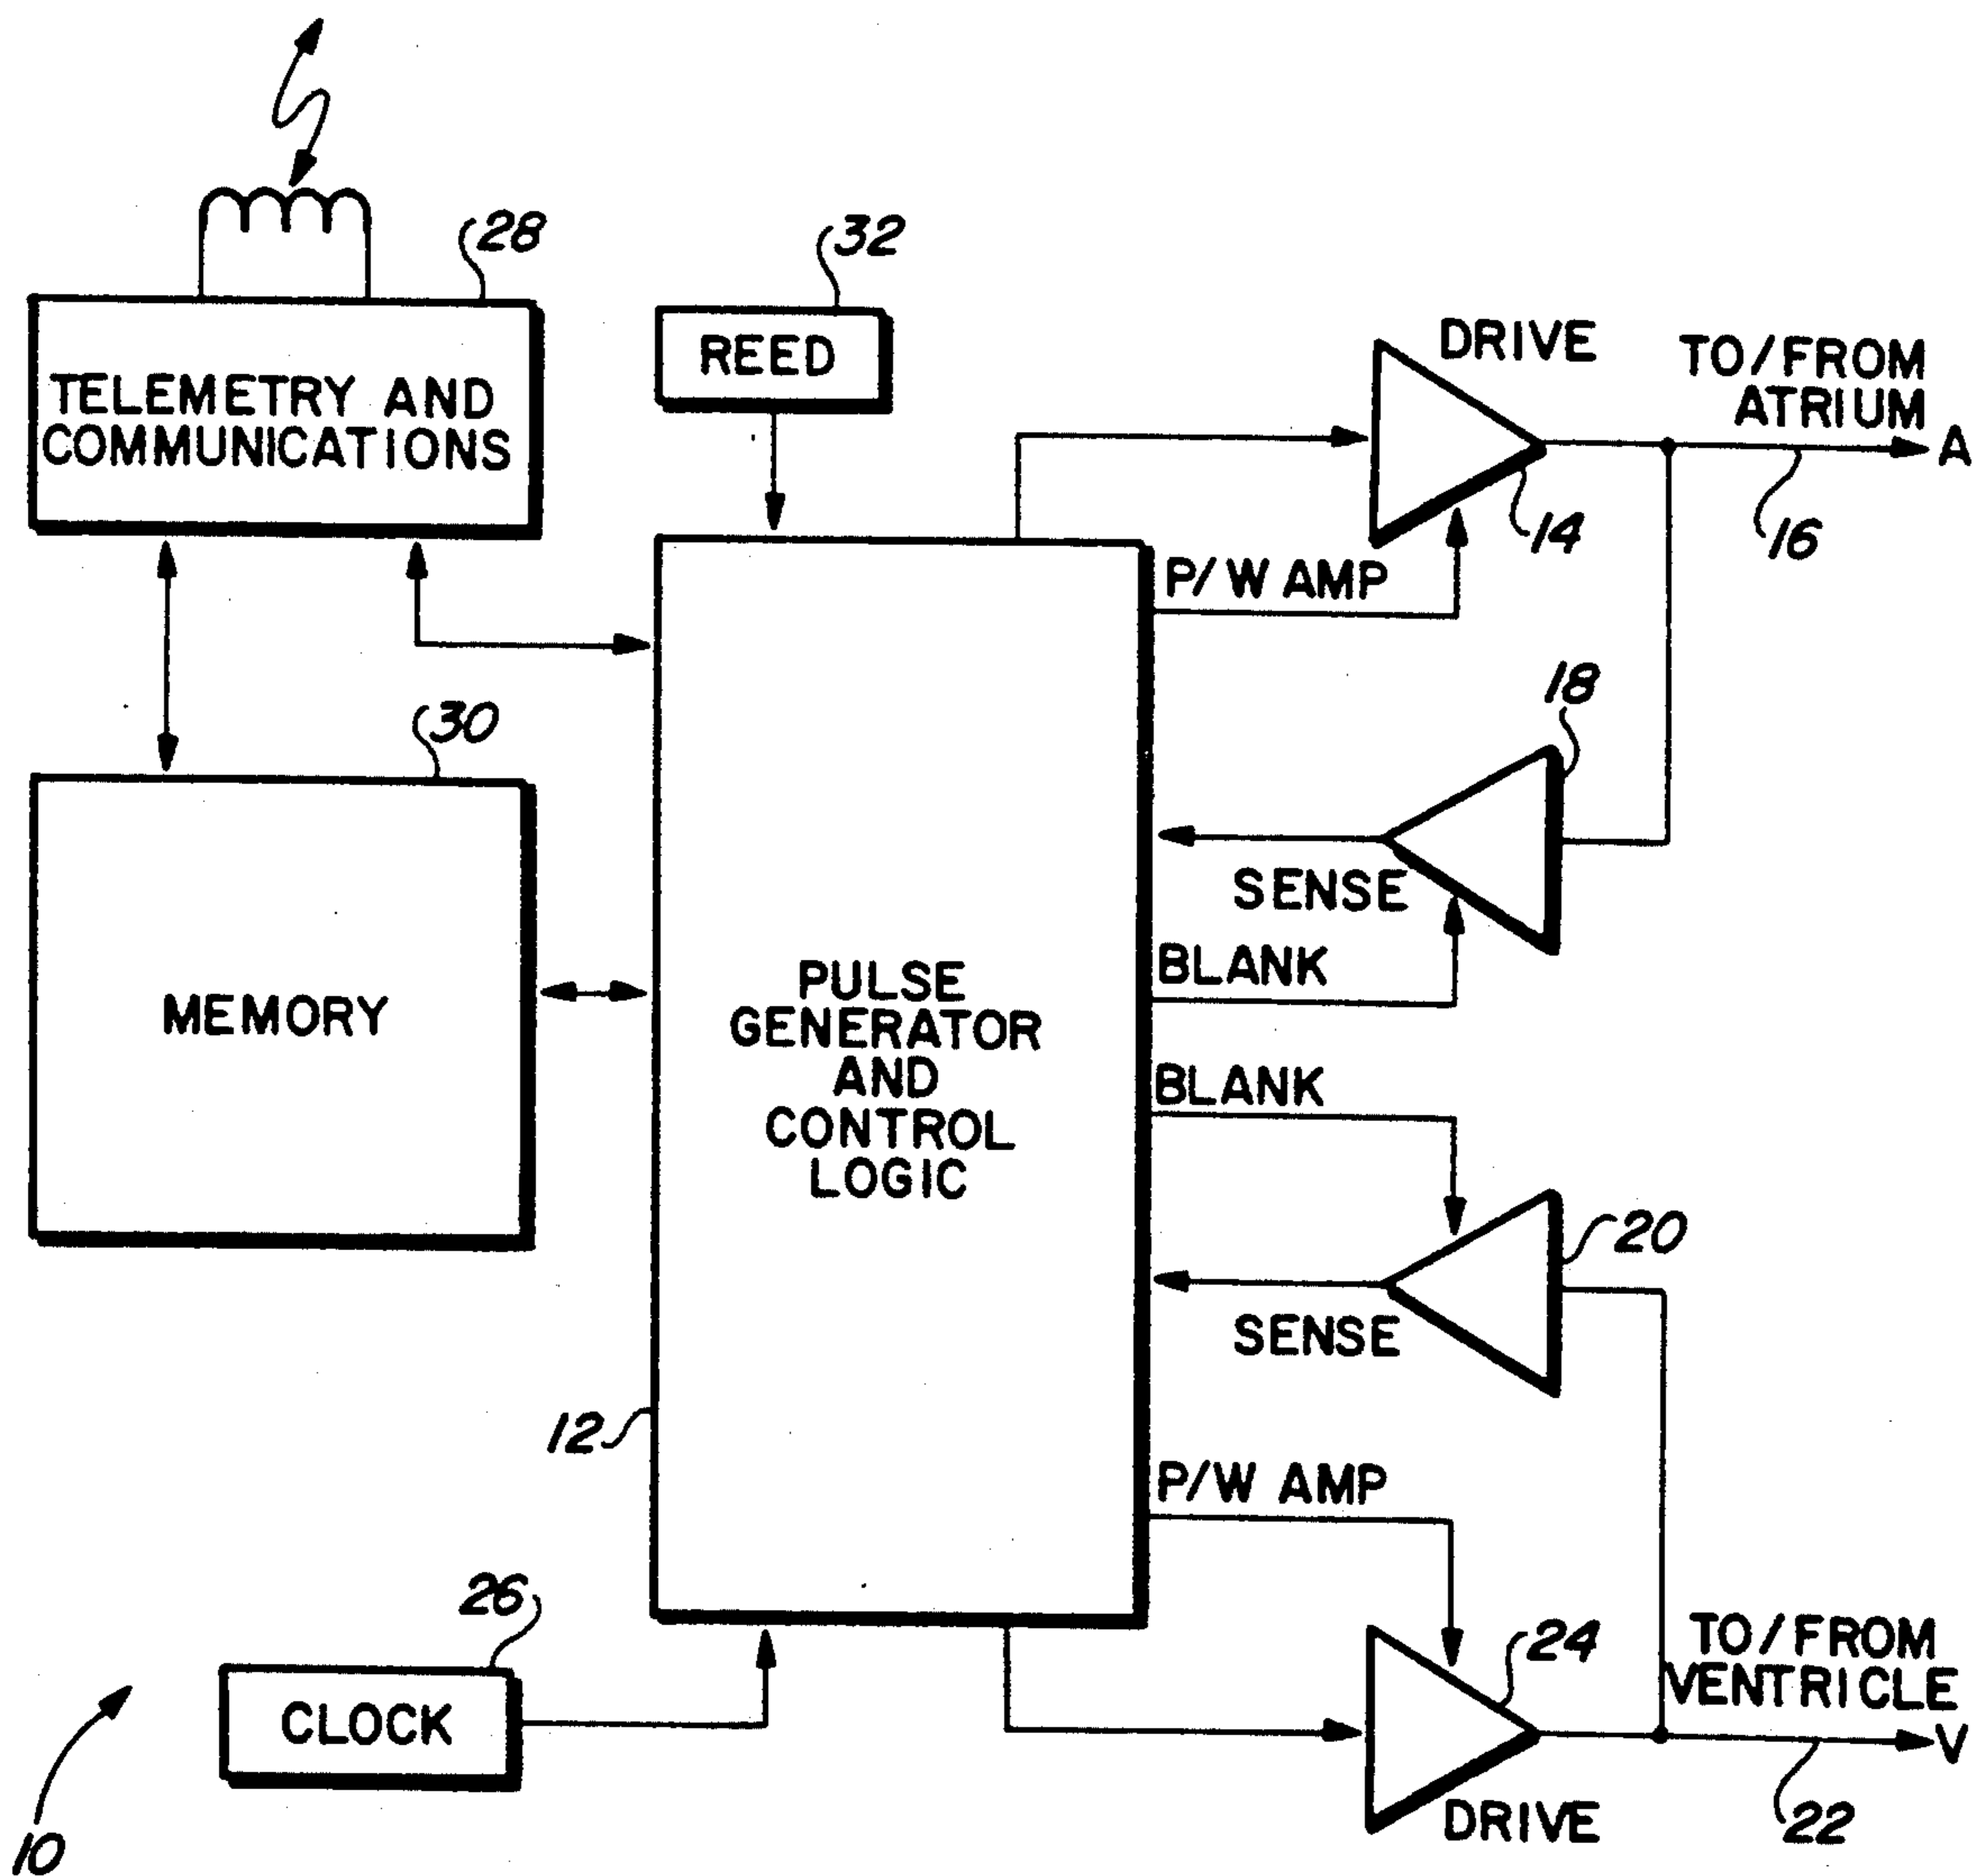 28
32
TELEMETRY AND
COMMUNICATIONS
REED
DRIVE
TO/FROM
ATRIUM
A
14
16
P/W AMP
18
30
SENSE
BLANK
MEMORY
PULSE
GENERATOR
AND
CONTROL
LOGIC
BLANK
20
SENSE
12
P/W AMP
26
24
TO/FROM
VENTRICLE
CLOCK
V
DRIVE
22
10